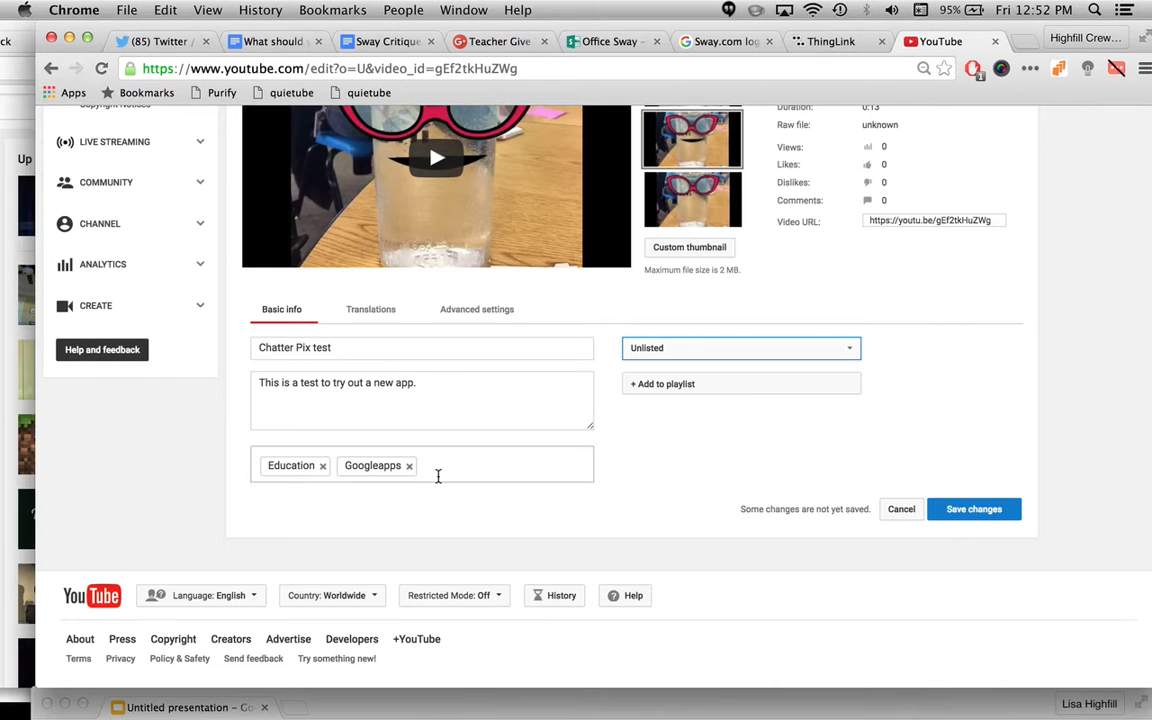 Chrome File Edit View History Bookmarks People Window Help 95% Fri 12:52 PM
ck (85) Twitter / What should Sway Critique Teacher Give Office Sway - Sway.com log ThingLink YouTube Highfill Crew...
https://www.youtube.com/edit?o=U&video_id=gEf2tkHuZWg
Apps Bookmarks Purify quietube quietube
Copyright Notices
LIVE STREAMING
Up
COMMUNITY
CHANNEL
ANALYTICS
CREATE
Help and feedback
Duration: 0:13
Raw file: unknown
Views: 0
Likes: 0
Dislikes: 0
Comments: 0
Video URL: https://youtu.be/gEf2tkHuZWg
Custom thumbnail
Maximum file size is 2 MB.
Basic info Translations Advanced settings
Chatter Pix test Unlisted
This is a test to try out a new app. + Add to playlist
Education × Googleapps ×
Some changes are not yet saved. Cancel Save changes
YouTube Language: English Country: Worldwide Restricted Mode: Off History Help
About Press Copyright Creators Advertise Developers +YouTube
Terms Privacy Policy & Safety Send feedback Try something new!
Untitled presentation - Go Lisa Highfill